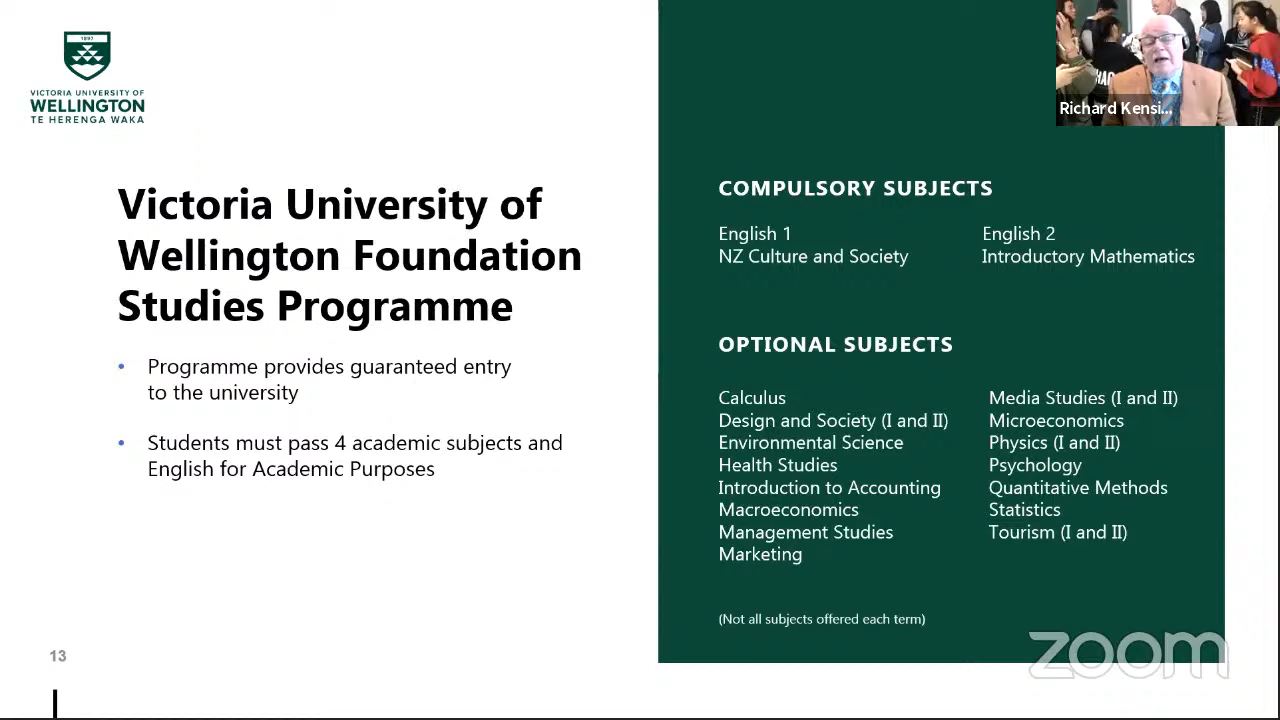 1897
VICTORIA UNIVERSITY OF
WELLINGTON
TE HERENGA WAKA
Richard Kensi...
Victoria University of
Wellington Foundation
Studies Programme
• Programme provides guaranteed entry
to the university
• Students must pass 4 academic subjects and
English for Academic Purposes
COMPULSORY SUBJECTS
English 1
NZ Culture and Society
English 2
Introductory Mathematics
OPTIONAL SUBJECTS
Calculus
Design and Society (I and II)
Environmental Science
Health Studies
Introduction to Accounting
Macroeconomics
Management Studies
Marketing
Media Studies (I and II)
Microeconomics
Physics (I and II)
Psychology
Quantitative Methods
Statistics
Tourism (I and II)
(Not all subjects offered each term)
zoom
13